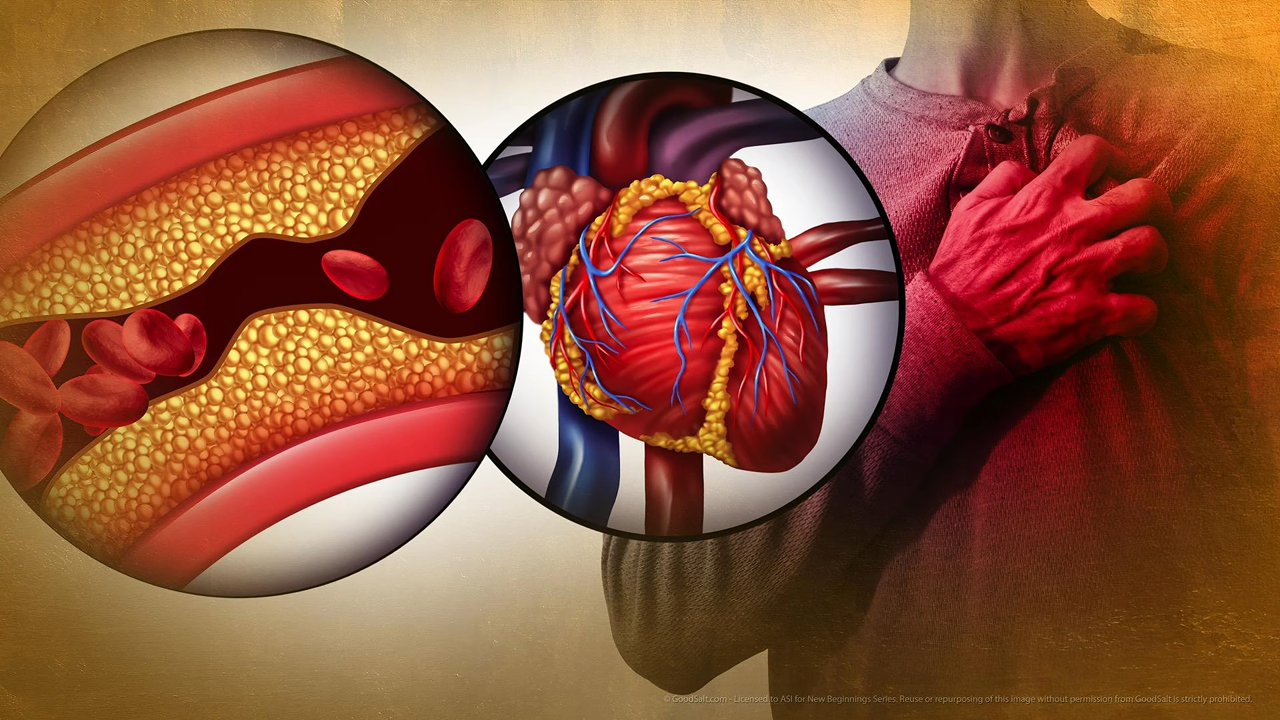 © GoodSalt.com - Licensed to ASI for New Beginnings Series. Reuse or repurposing of this image without permission from GoodSalt is strictly prohibited.